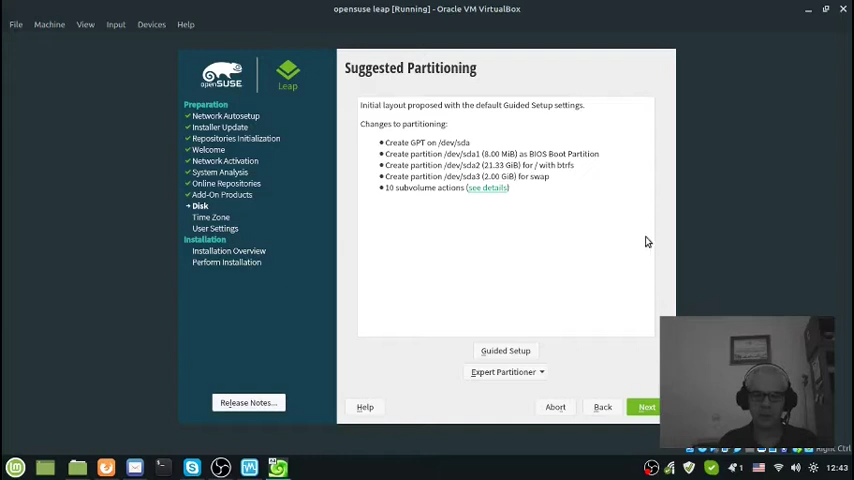 opensuse leap [Running] - Oracle VM VirtualBox
File Machine View Input Devices Help
openSUSE
Leap
Preparation
Network Autosetup
Installer Update
Repositories Initialization
Welcome
Network Activation
System Analysis
Online Repositories
Add-On Products
Disk
Time Zone
User Settings
Installation
Installation Overview
Perform Installation
Release Notes...
Suggested Partitioning
Initial layout proposed with the default Guided Setup settings.
Changes to partitioning:
Create GPT on /dev/sda
Create partition /dev/sda1 (8.00 MiB) as BIOS Boot Partition
Create partition /dev/sda2 (21.33 GiB) for / with btrfs
Create partition /dev/sda3 (2.00 GiB) for swap
10 subvolume actions (see details)
Guided Setup
Expert Partitioner
Help
Abort
Back
Next
Right Ctrl
1
12:43